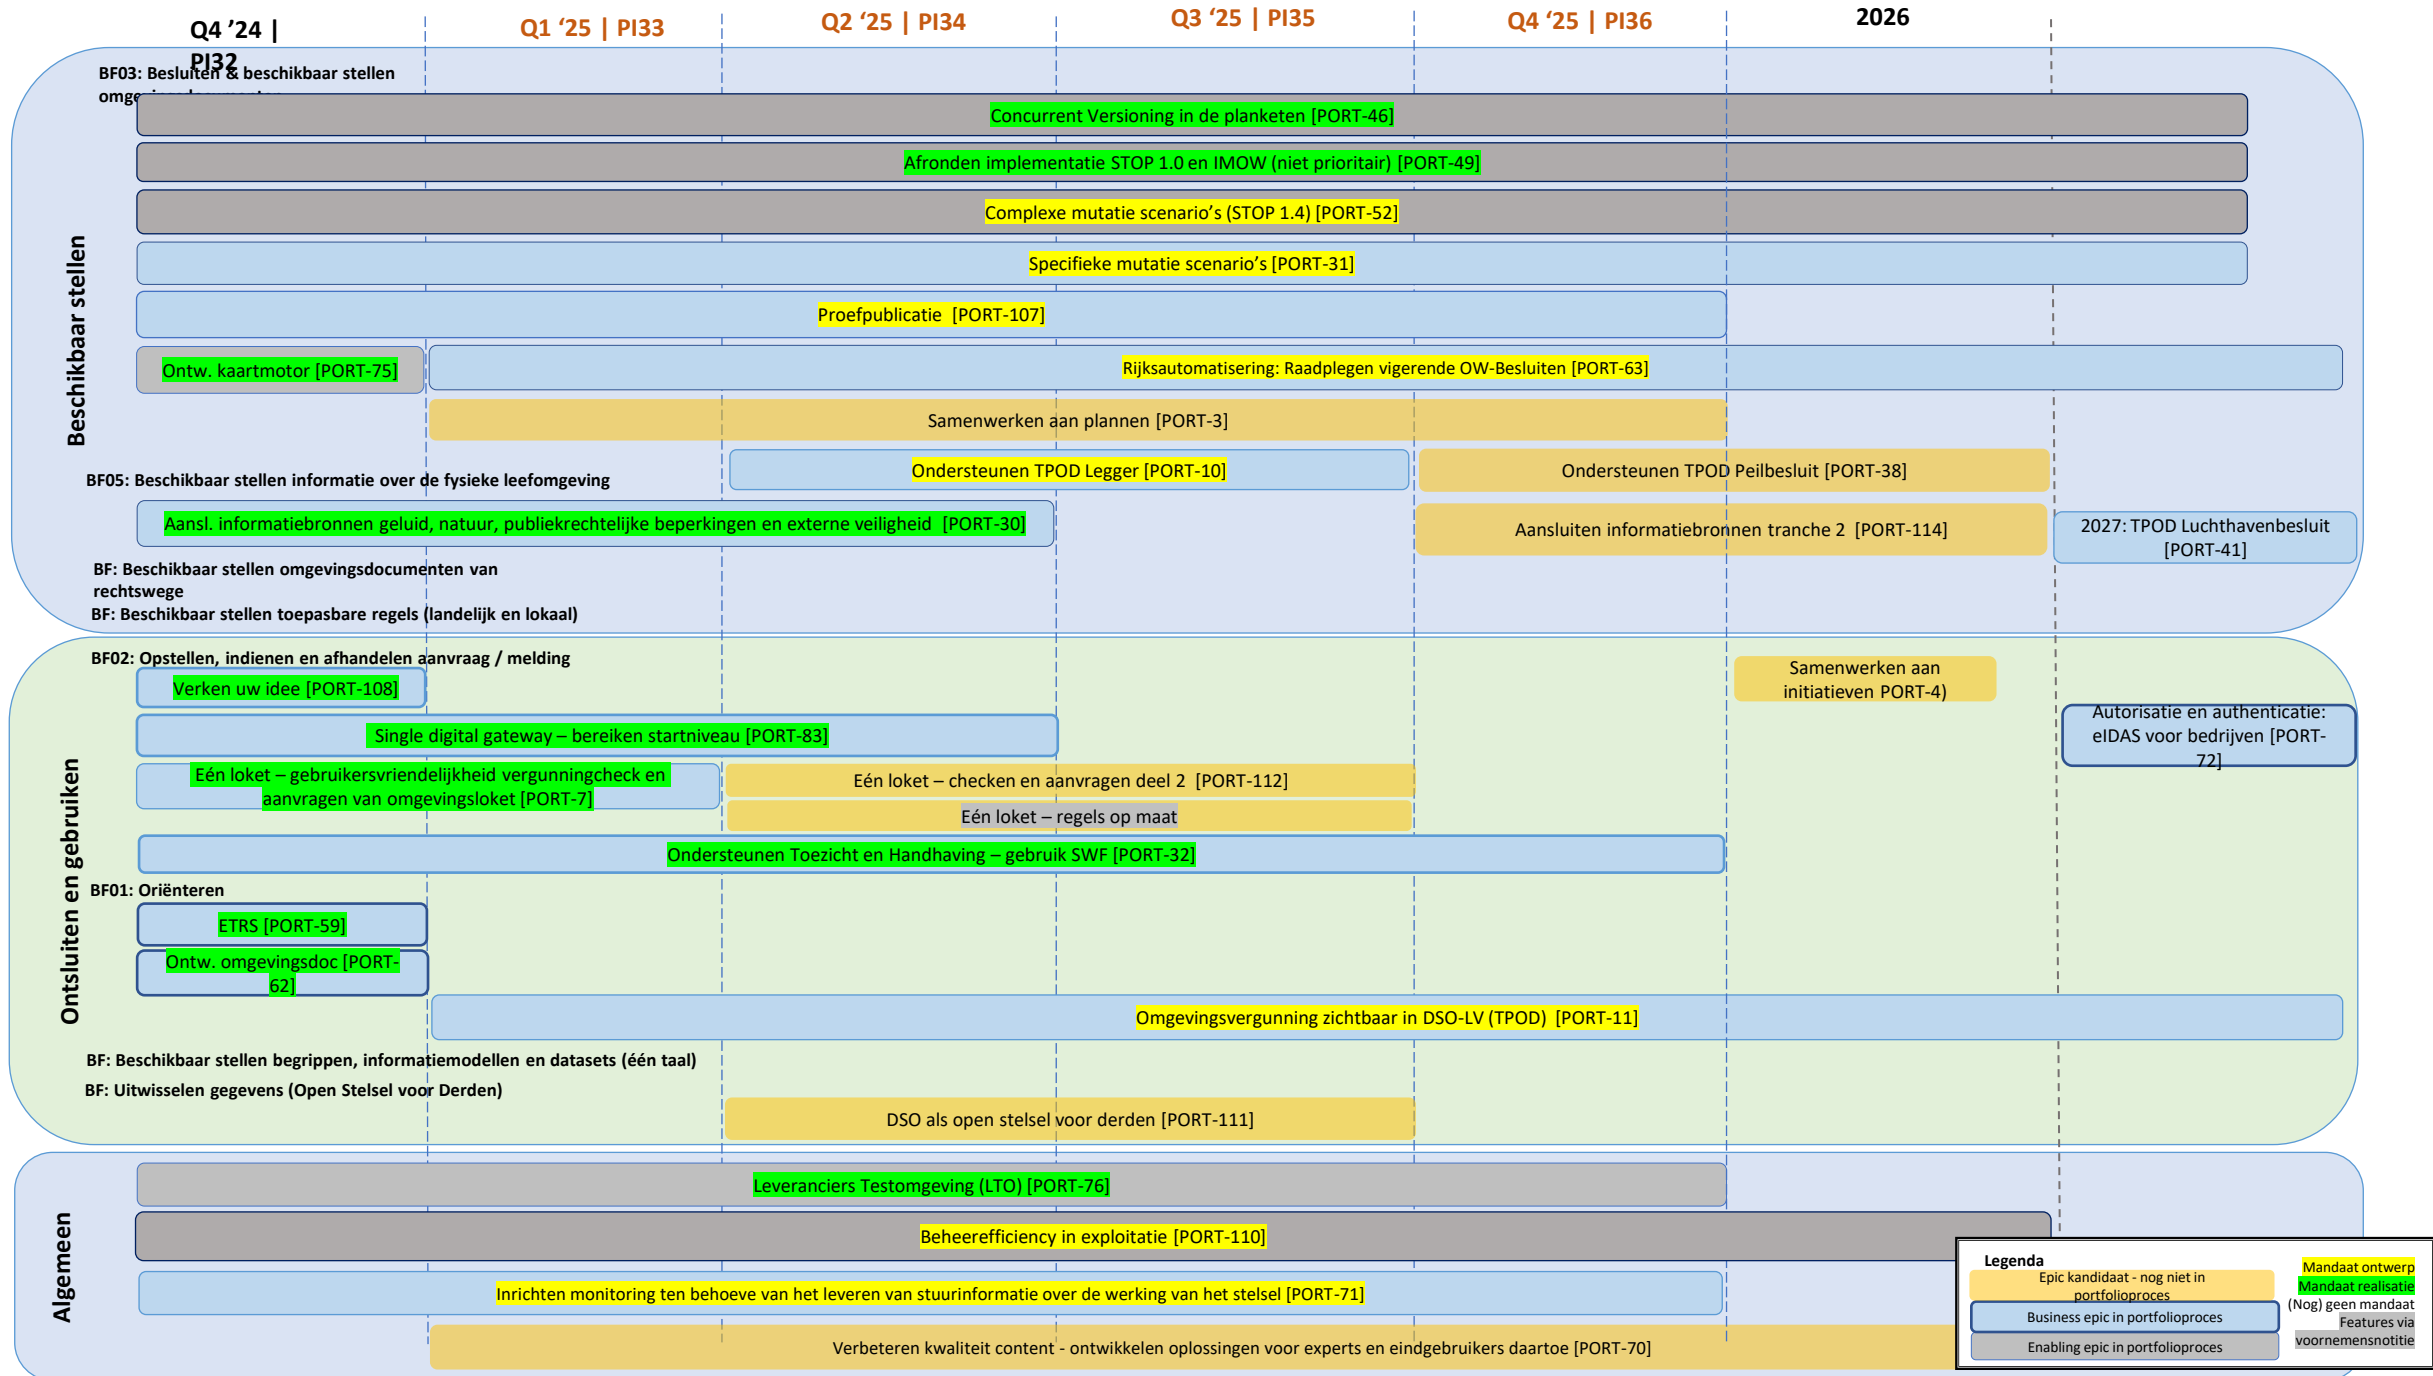 Q4 ’24 |
PI32
Q1 ‘25 | PI33
Q2 ‘25 | PI34
Q3 ‘25 | PI35
Q4 ‘25 | PI36
2026
Beschikbaar stellen
BF03: Besluiten & beschikbaar stellen
Concurrent Versioning in de planketen [PORT-46]
Afronden implementatie STOP 1.0 en IMOW (niet prioritair) [PORT-49]
Complexe mutatie scenario’s (STOP 1.4) [PORT-52]
Specifieke mutatie scenario’s [PORT-31]
Proefpublicatie [PORT-107]
Ontw. kaartmotor [PORT-75]
Rijksautomatisering: Raadplegen vigerende OW-Besluiten [PORT-63]
Samenwerken aan plannen [PORT-3]
Ondersteunen TPOD Legger [PORT-10]
Ondersteunen TPOD Peilbesluit [PORT-38]
BF05: Beschikbaar stellen informatie over de fysieke leefomgeving
Aansl. informatiebronnen geluid, natuur, publiekrechtelijke beperkingen en externe veiligheid [PORT-30]
Aansluiten informatiebronnen tranche 2 [PORT-114]
2027: TPOD Luchthavenbesluit
[PORT-41]
BF: Beschikbaar stellen omgevingsdocumenten van
rechtswege
BF: Beschikbaar stellen toepasbare regels (landelijk en lokaal)
Ontsluiten en gebruiken
BF02: Opstellen, indienen en afhandelen aanvraag / melding
Verken uw idee [PORT-108]
Samenwerken aan
initiatieven PORT-4)
Single digital gateway – bereiken startniveau [PORT-83]
Autorisatie en authenticatie:
eIDAS voor bedrijven [PORT-
72]
Eén loket – gebruikersvriendelijkheid vergunningcheck en
aanvragen van omgevingsloket [PORT-7]
Eén loket – checken en aanvragen deel 2 [PORT-112]
Eén loket – regels op maat
Ondersteunen Toezicht en Handhaving – gebruik SWF [PORT-32]
BF01: Oriënteren
ETRS [PORT-59]
Ontw. omgevingsdoc [PORT-
62]
Omgevingsvergunning zichtbaar in DSO-LV (TPOD) [PORT-11]
BF: Beschikbaar stellen begrippen, informatiemodellen en datasets (één taal)
BF: Uitwisselen gegevens (Open Stelsel voor Derden)
DSO als open stelsel voor derden [PORT-111]
Algemeen
Leveranciers Testomgeving (LTO) [PORT-76]
Beheerefficiency in exploitatie [PORT-110]
Inrichten monitoring ten behoeve van het leveren van stuurinformatie over de werking van het stelsel [PORT-71]
Verbeteren kwaliteit content - ontwikkelen oplossingen voor experts en eindgebruikers daartoe [PORT-70]
Legenda
Epic kandidaat - nog niet in
portfolioproces
Business epic in portfolioproces
Enabling epic in portfolioproces
Mandaat ontwerp
Mandaat realisatie
(Nog) geen mandaat
Features via
voornemensnotitie